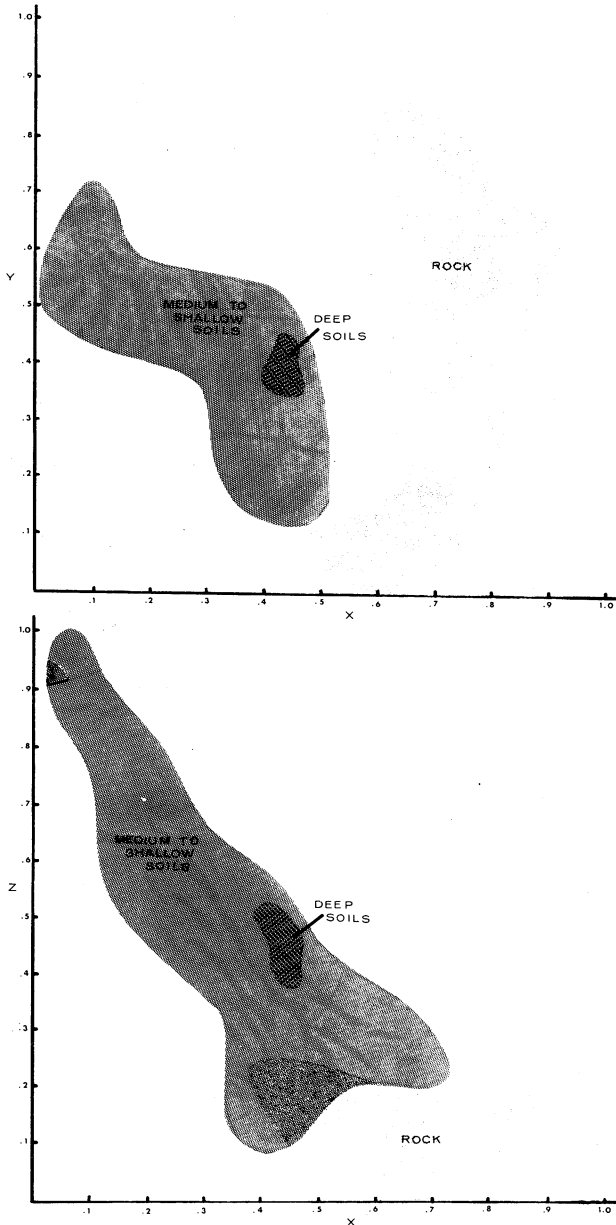 1.0
.9
.8
.7
.6
.5
.4
.3
.2
.1
Y
ROCK
MEDIUM TO
SHALLOW
SOILS
DEEP
SOILS
.1 .2 .3 .4 .5 .6 .7 .8 .9 1.0
X
1.0
.9
.8
.7
.6
.5
.4
.3
.2
.1
Z
MEDIUM TO
SHALLOW
SOILS
DEEP
SOILS
ROCK
.1 .2 .3 .4 .5 .6 .7 .8 .9 1.0
X